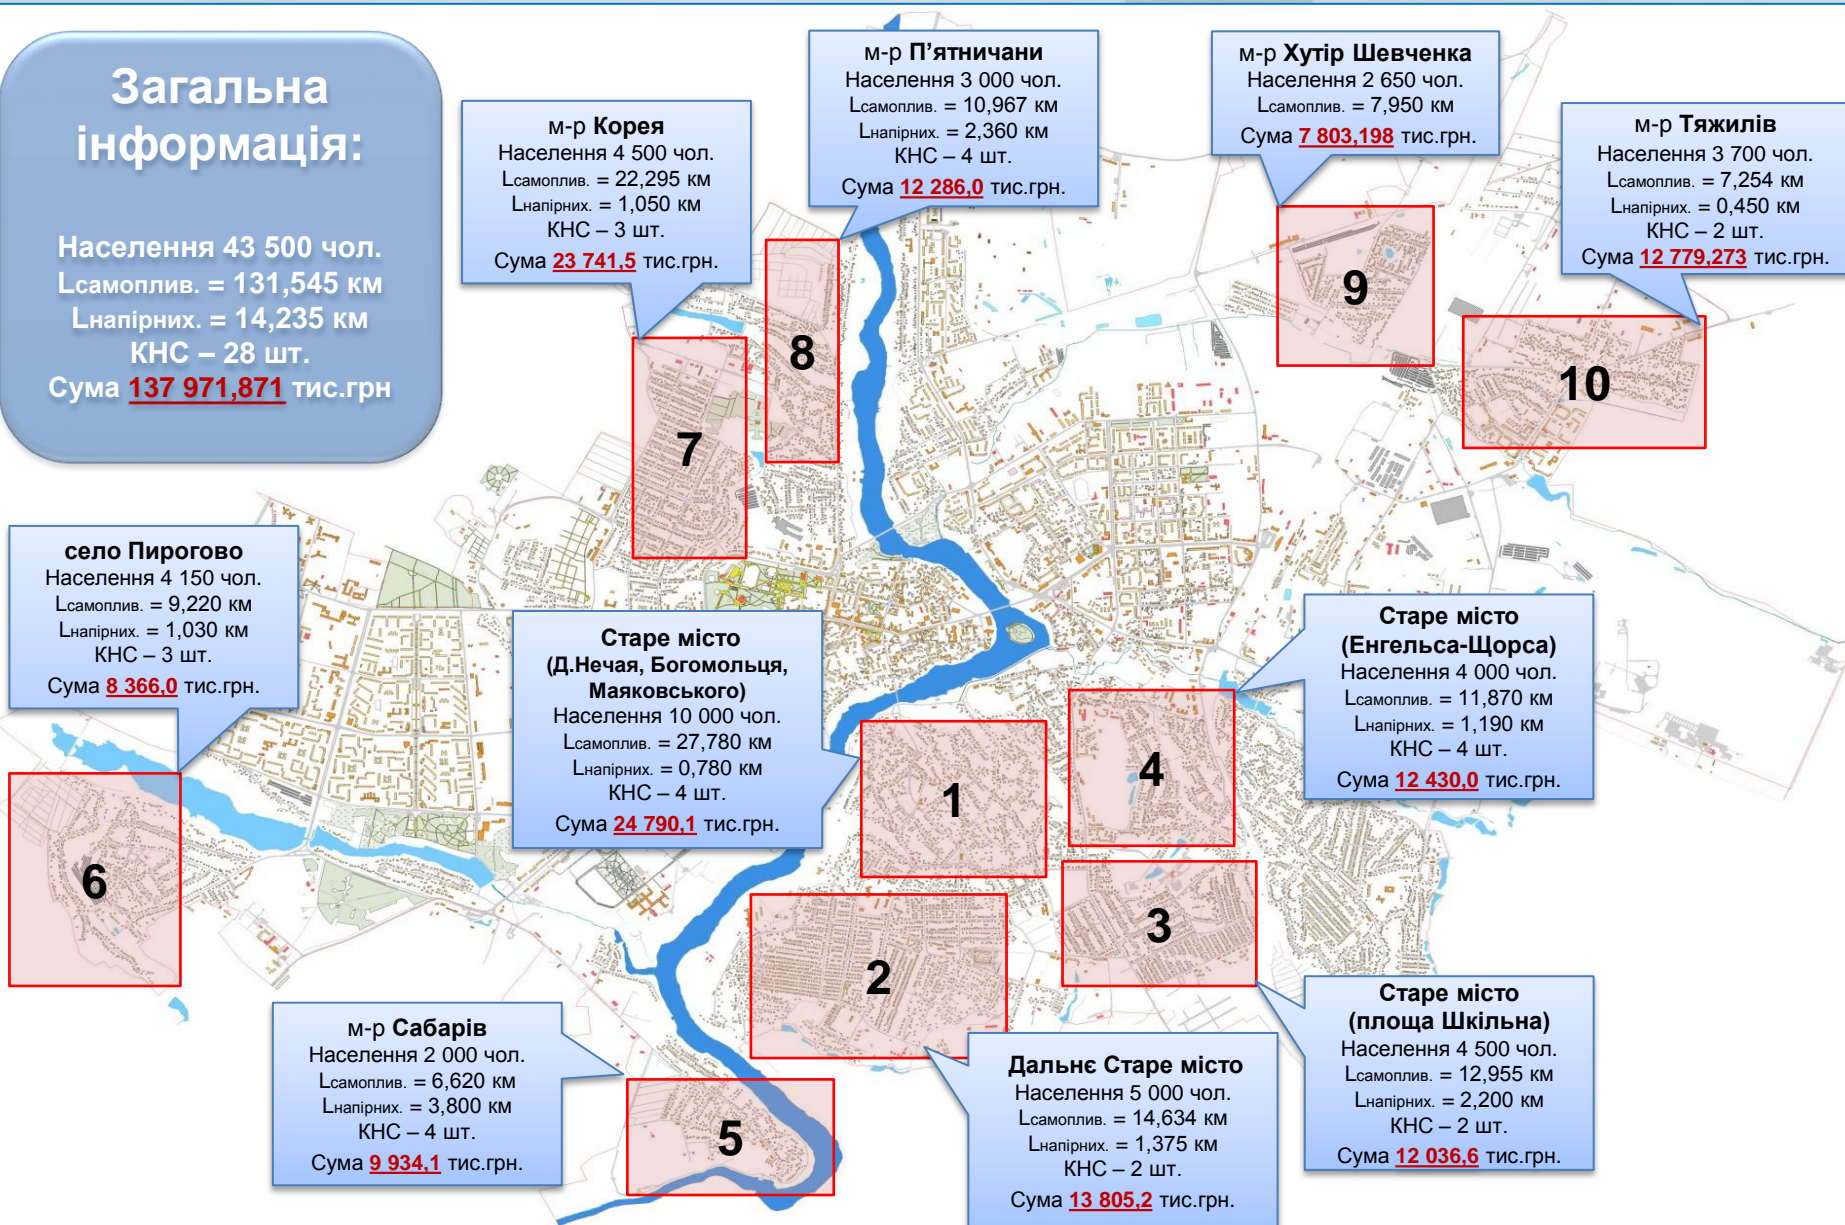 Загальна
інформація:
Населення 43 500 чол.
Lсамоплив. = 131,545 км
Lнапірних. = 14,235 км
КНС – 28 шт.
Сума 137 971,871 тис.грн
м-р Корея
Населення 4 500 чол.
Lсамоплив. = 22,295 км
Lнапірних. = 1,050 км
КНС – 3 шт.
Сума 23 741,5 тис.грн.
м-р П’ятничани
Населення 3 000 чол.
Lсамоплив. = 10,967 км
Lнапірних. = 2,360 км
КНС – 4 шт.
Сума 12 286,0 тис.грн.
м-р Хутір Шевченка
Населення 2 650 чол.
Lсамоплив. = 7,950 км
Сума 7 803,198 тис.грн.
м-р Тяжилів
Населення 3 700 чол.
Lсамоплив. = 7,254 км
Lнапірних. = 0,450 км
КНС – 2 шт.
Сума 12 779,273 тис.грн.
9
8
10
7
село Пирогово
Населення 4 150 чол.
Lсамоплив. = 9,220 км
Lнапірних. = 1,030 км
КНС – 3 шт.
Сума 8 366,0 тис.грн.
Старе місто
(Д.Нечая, Богомольця,
Маяковського)
Населення 10 000 чол.
Lсамоплив. = 27,780 км
Lнапірних. = 0,780 км
КНС – 4 шт.
Сума 24 790,1 тис.грн.
Старе місто
(Енгельса-Щорса)
Населення 4 000 чол.
Lсамоплив. = 11,870 км
Lнапірних. = 1,190 км
КНС – 4 шт.
Сума 12 430,0 тис.грн.
4
1
6
3
2
м-р Сабарів
Населення 2 000 чол.
Lсамоплив. = 6,620 км
Lнапірних. = 3,800 км
КНС – 4 шт.
Сума 9 934,1 тис.грн.
5
Дальнє Старе місто
Населення 5 000 чол.
Lсамоплив. = 14,634 км
Lнапірних. = 1,375 км
КНС – 2 шт.
Сума 13 805,2 тис.грн.
Старе місто
(площа Шкільна)
Населення 4 500 чол.
Lсамоплив. = 12,955 км
Lнапірних. = 2,200 км
КНС – 2 шт.
Сума 12 036,6 тис.грн.